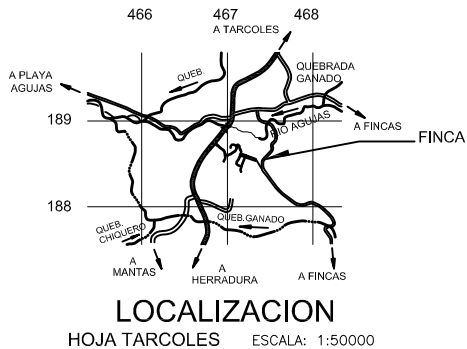 466 467 468
A TARCOLES
A PLAYA
AGUJAS
QUEB.
QUEBRADA
GANADO
189
RIO AGUJAS
A FINCAS
FINCA
188
QUEB.
CHIQUERO
QUEB.GANADO
A
MANTAS
A
HERRADURA
A FINCAS
LOCALIZACION
HOJA TARCOLES ESCALA: 1:50000